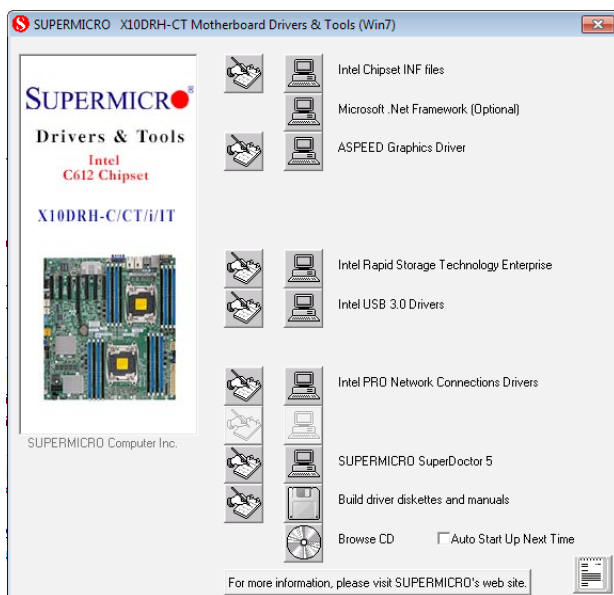 SUPERMICRO X10DRH-CT Motherboard Drivers & Tools (Win7)
SUPERMICRO®
Drivers & Tools
Intel
C612 Chipset
X10DRH-C/CT/i/IT
SUPERMICRO Computer Inc.
Intel Chipset INF files
Microsoft .Net Framework (Optional)
ASPEED Graphics Driver
Intel Rapid Storage Technology Enterprise
Intel USB 3.0 Drivers
Intel PRO Network Connections Drivers
SUPERMICRO SuperDoctor 5
Build driver diskettes and manuals
Browse CD Auto Start Up Next Time
For more information, please visit SUPERMICRO's web site.